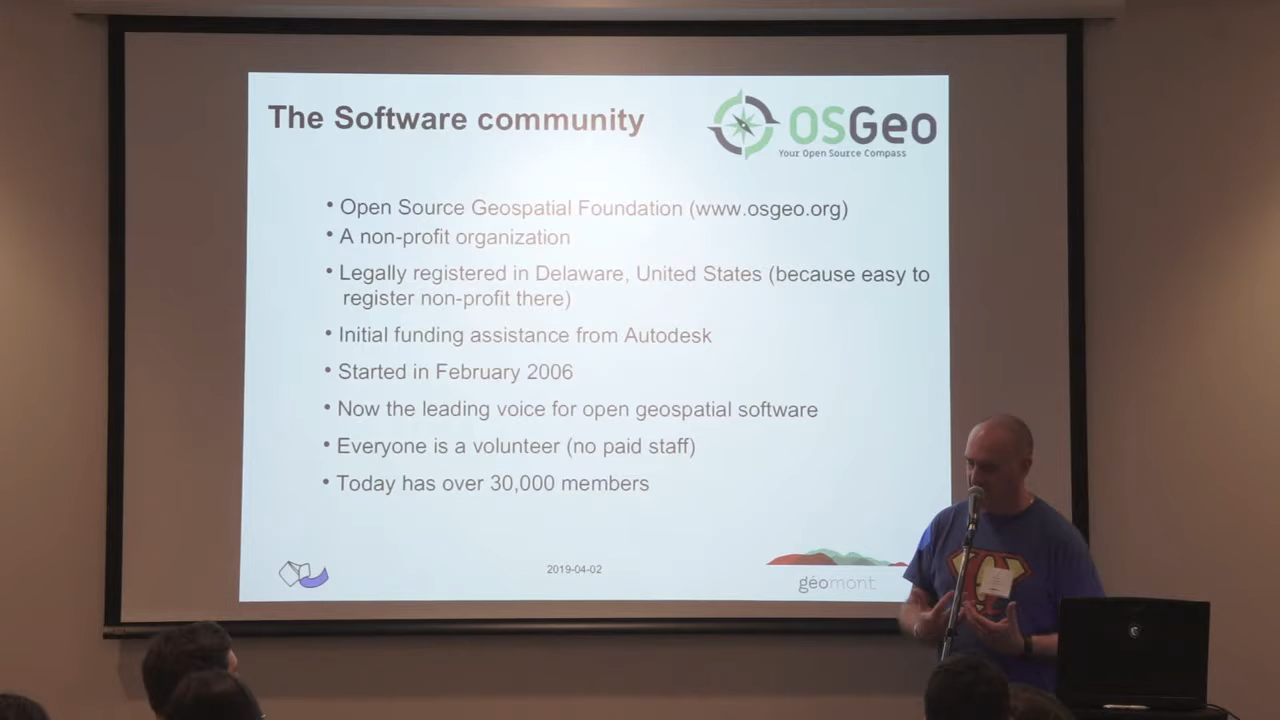 The Software community
OSGeo
Your Open Source Compass
• Open Source Geospatial Foundation (www.osgeo.org)
• A non-profit organization
• Legally registered in Delaware, United States (because easy to
register non-profit there)
• Initial funding assistance from Autodesk
• Started in February 2006
• Now the leading voice for open geospatial software
• Everyone is a volunteer (no paid staff)
• Today has over 30,000 members
2019-04-02
géomont